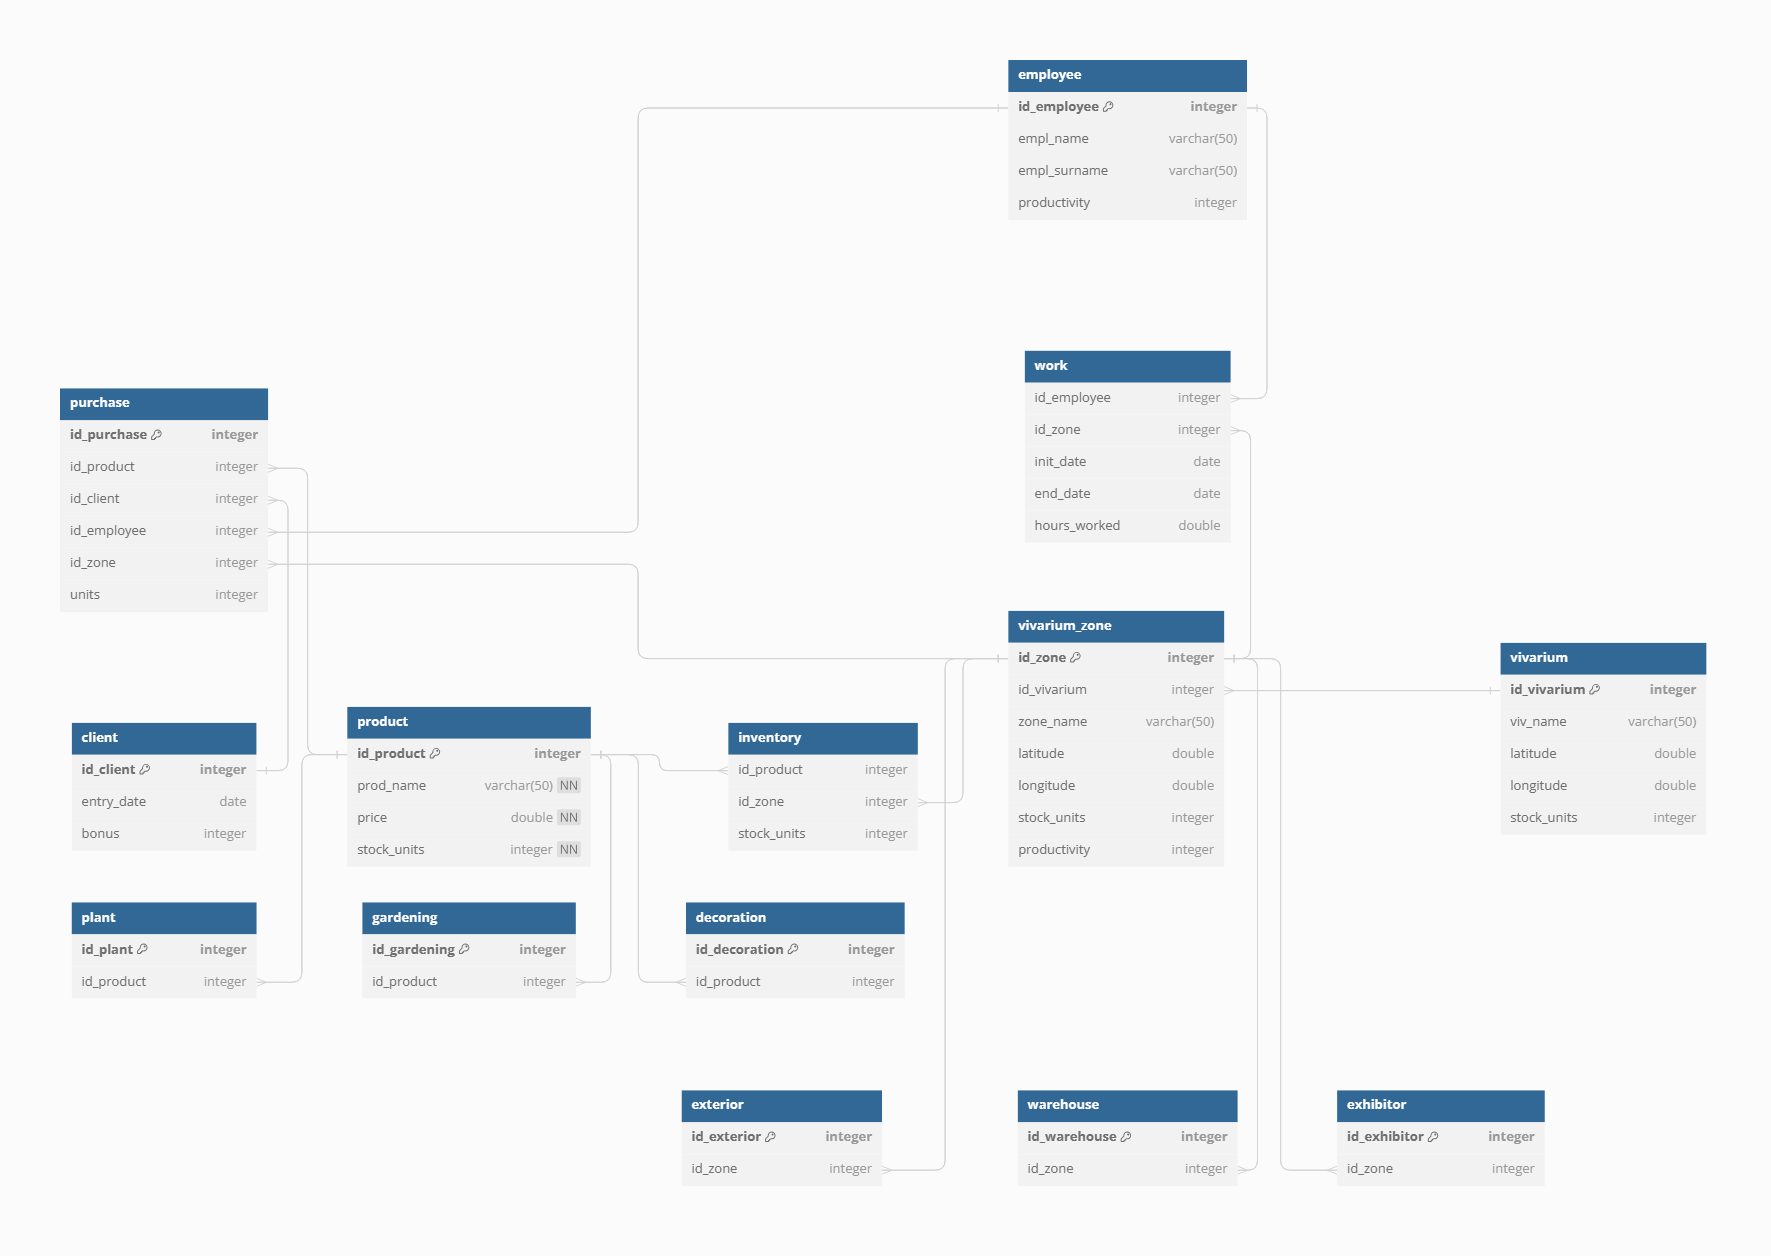 employee
id_employee integer
empl_name varchar(50)
empl_surname varchar(50)
productivity integer
work
id_employee integer
id_zone integer
init_date date
end_date date
hours_worked double
purchase
id_purchase integer
id_product integer
id_client integer
id_employee integer
id_zone integer
units integer
vivarium_zone
id_zone integer
id_vivarium integer
zone_name varchar(50)
latitude double
longitude double
stock_units integer
productivity integer
vivarium
id_vivarium integer
viv_name varchar(50)
latitude double
longitude double
stock_units integer
client
id_client integer
entry_date date
bonus integer
product
id_product integer
prod_name varchar(50) NN
price double NN
stock_units integer NN
inventory
id_product integer
id_zone integer
stock_units integer
plant
id_plant integer
id_product integer
gardening
id_gardening integer
id_product integer
decoration
id_decoration integer
id_product integer
exterior
id_exterior integer
id_zone integer
warehouse
id_warehouse integer
id_zone integer
exhibitor
id_exhibitor integer
id_zone integer